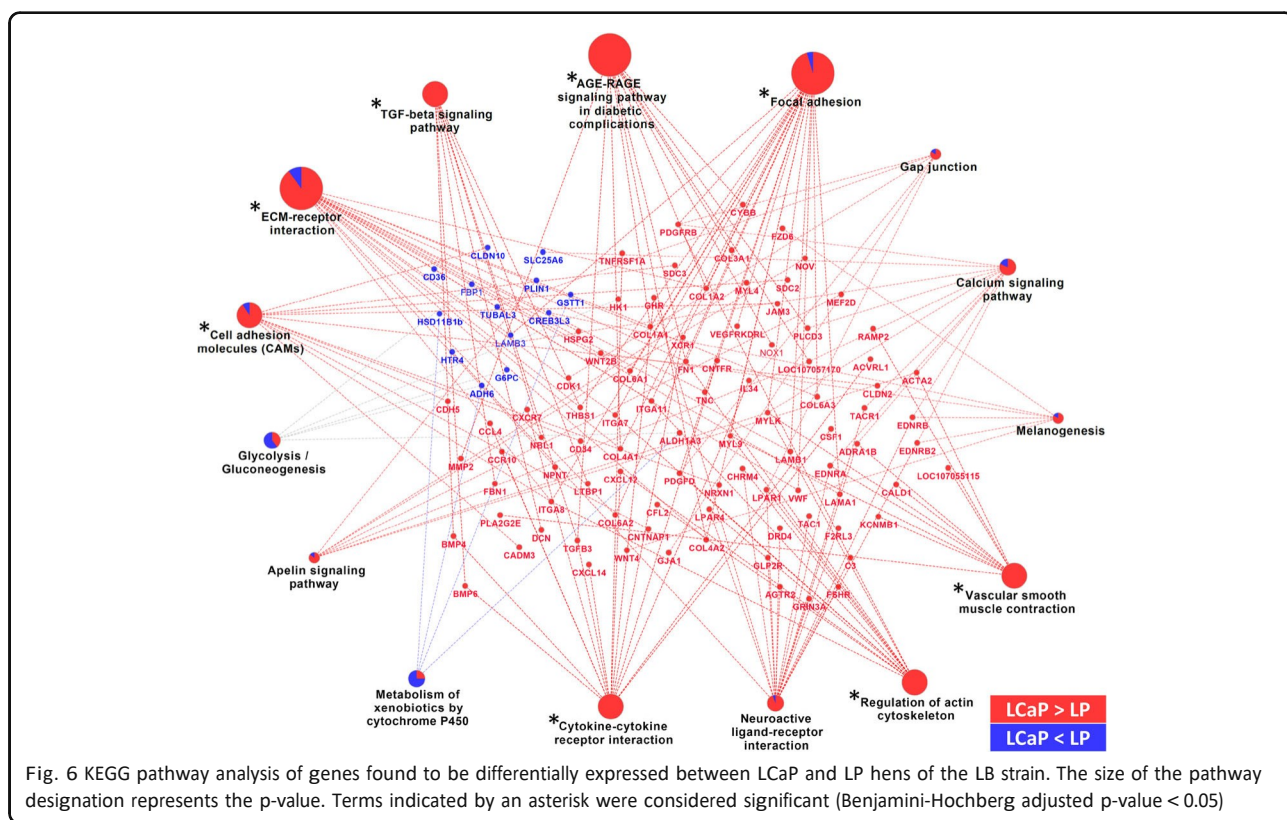 *AGE-RAGE
signaling pathway
in diabetic
complications
*Focal adhesion
*TGF-beta signaling
pathway
Gap junction
*ECM-receptor
interaction
CYBB
PDGFRB
FZD6
CLDN10
SLC25A6
TNFRSF1A
COL3A1
NOV
CD36
FBP1
PLIN1
SDC3
SDC2
Calcium signaling
pathway
GSTT1
COL1A2
MYL4
MEF2D
HSD11B1b
TUBAL3
CREB3L3
HK1
GHR
JAM3
*Cell adhesion
molecules (CAMs)
HSPG2
COL1A1
VEGFRKDRL
PLCD3
RAMP2
LAMB3
XCR1
NOX1
HTR4
WNT2B
FN1
CNTFR
LOC107057170
ACVRL1
G6PC
CDK1
COL6A1
IL34
CLDN2
ACTA2
ADH6
TNC
COL6A3
CDH5
CXCR7
THBS1
ITGA7
ITGA11
MYLK
TACR1
EDNRB
Melanogenesis
CCL4
NBL1
CD34
ALDH1A3
MYL9
CSF1
ADRA1B
EDNRB2
Glycolysis /
Gluconeogenesis
MMP2
CCR10
COL4A1
LAMB1
LOC107055115
NPNT
CXCL12
PDGFD
CHRM4
EDNRA
FBN1
LTBP1
NRXN1
LPAR1
VWF
LAMA1
CALD1
ITGA8
PLA2G2E
COL6A2
CFL2
LPAR4
TAC1
KCNMB1
DCN
CNTNAP1
DRD4
F2RL3
BMP4
CADM3
TGFB3
WNT4
GJA1
COL4A2
Apelin signaling
pathway
CXCL14
GLP2R
C3
BMP6
AGTR2
FSHR
GRIN3A
*Vascular smooth
muscle contraction
Metabolism of
xenobiotics by
cytochrome P450
*Cytokine-cytokine
receptor interaction
Neuroactive
ligand-receptor
interaction
*Regulation of actin
cytoskeleton
LCaP > LP
LCaP < LP
Fig. 6 KEGG pathway analysis of genes found to be differentially expressed between LCaP and LP hens of the LB strain. The size of the pathway
designation represents the p-value. Terms indicated by an asterisk were considered significant (Benjamini-Hochberg adjusted p-value < 0.05)